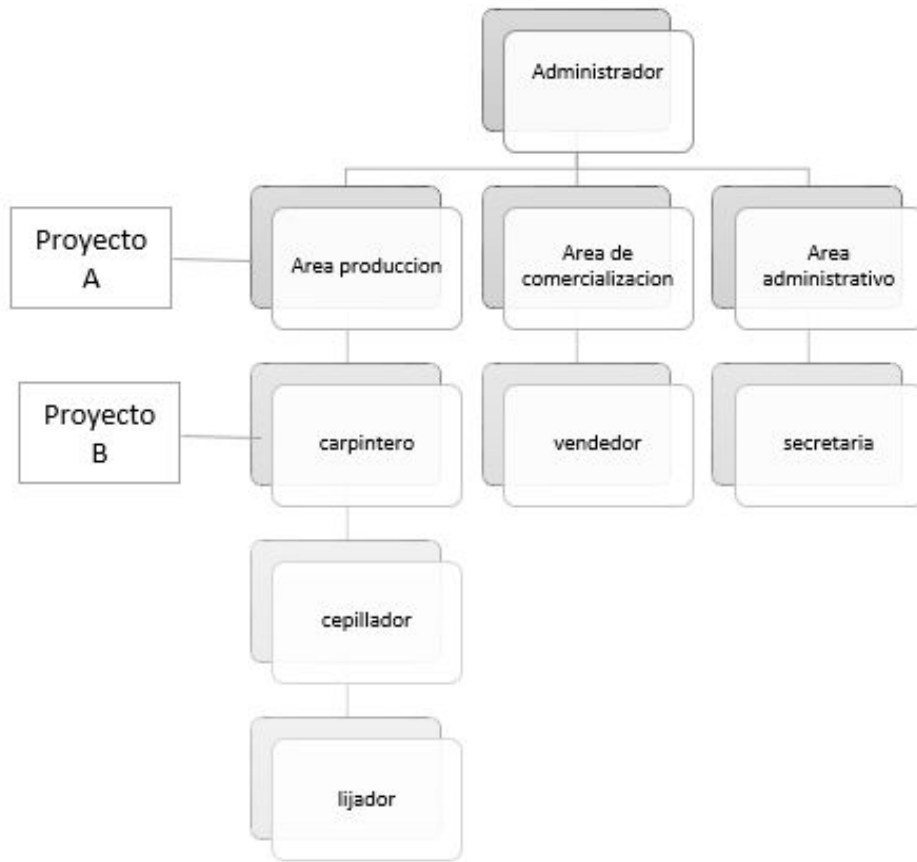 Administrador
Proyecto
A
Area produccion
Area de
comercializacion
Area
administrativo
Proyecto
B
carpintero
vendedor
secretaria
cepillador
lijador